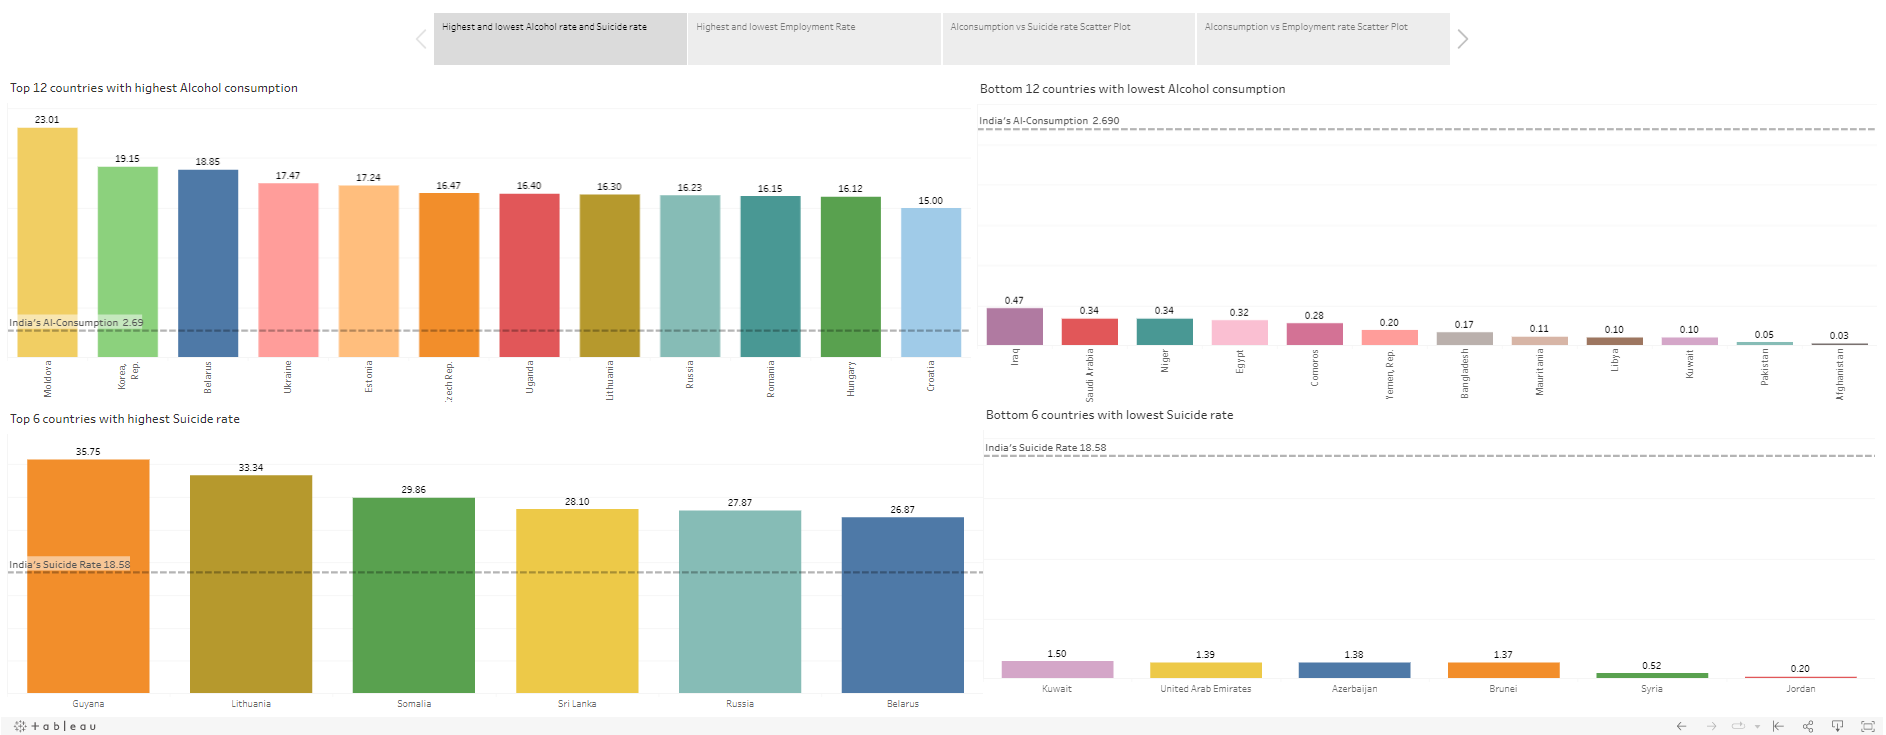 Highest and lowest Alcohol rate and Suicide rate
Highest and lowest Employment Rate
Alconsumption vs Suicide rate Scatter Plot
Alconsumption vs Employment rate Scatter Plot
Top 12 countries with highest Alcohol consumption
23.01
19.15
18.85
17.47
17.24
16.47
16.40
16.30
16.23
16.15
16.12
15.00
India's Al-Consumption 2.69
Moldova
Korea,
Rep.
Belarus
Ukraine
Estonia
Czech Rep.
Uganda
Lithuania
Russia
Romania
Hungary
Croatia
Bottom 12 countries with lowest Alcohol consumption
India's Al-Consumption 2.690
0.47
0.34
0.34
0.32
0.28
0.20
0.17
0.11
0.10
0.10
0.05
0.03
Iraq
Saudi Arabia
Niger
Egypt
Comoros
Yemen, Rep.
Bangladesh
Mauritania
Libya
Kuwait
Pakistan
Afghanistan
Top 6 countries with highest Suicide rate
35.75
33.34
29.86
28.10
27.87
26.87
India's Suicide Rate 18.58
Guyana
Lithuania
Somalia
Sri Lanka
Russia
Belarus
Bottom 6 countries with lowest Suicide rate
India's Suicide Rate 18.58
1.50
1.39
1.38
1.37
0.52
0.20
Kuwait
United Arab Emirates
Azerbaijan
Brunei
Syria
Jordan
+ a b l e a u